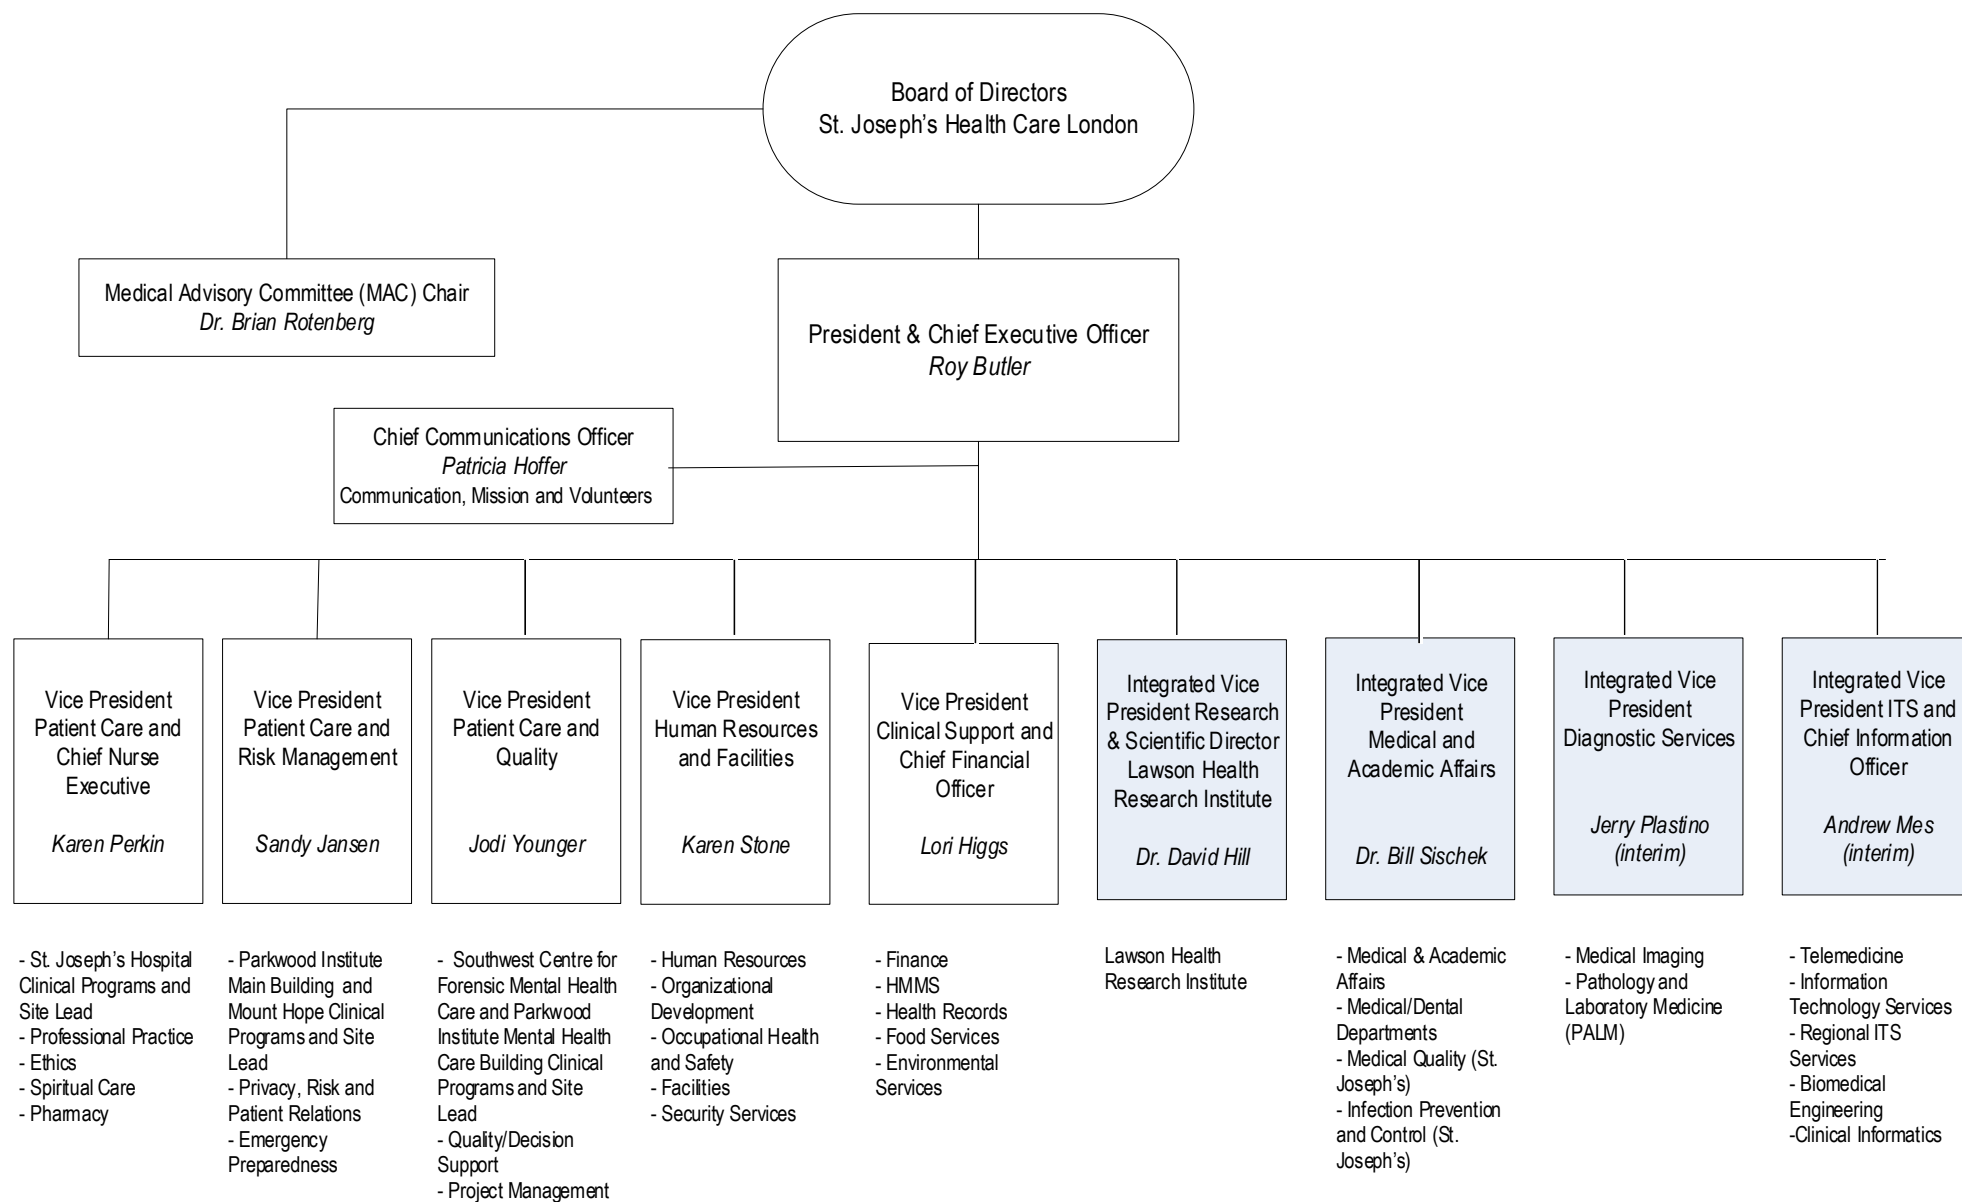 Board of Directors
St. Joseph's Health Care London
Medical Advisory Committee (MAC) Chair
Dr. Brian Rotenberg
President & Chief Executive Officer
Roy Butler
Chief Communications Officer
Patricia Hoffer
Communication, Mission and Volunteers
Vice President
Patient Care and
Chief Nurse
Executive
Karen Perkin
Vice President
Patient Care and
Risk Management
Sandy Jansen
Vice President
Patient Care and
Quality
Jodi Younger
Vice President
Human Resources
and Facilities
Karen Stone
Vice President
Clinical Support and
Chief Financial
Officer
Lori Higgs
Integrated Vice
President Research
& Scientific Director
Lawson Health
Research Institute
Dr. David Hill
Integrated Vice
President
Medical and
Academic Affairs
Dr. Bill Sischek
Integrated Vice
President
Diagnostic Services
Jerry Plastino
(interim)
Integrated Vice
President ITS and
Chief Information
Officer
Andrew Mes
(interim)
- St. Joseph's Hospital
Clinical Programs and
Site Lead
- Professional Practice
- Ethics
- Spiritual Care
- Pharmacy
- Parkwood Institute
Main Building and
Mount Hope Clinical
Programs and Site
Lead
- Privacy, Risk and
Patient Relations
- Emergency
Preparedness
- Southwest Centre for
Forensic Mental Health
Care and Parkwood
Institute Mental Health
Care Building Clinical
Programs and Site
Lead
- Quality/Decision
Support
- Project Management
- Human Resources
- Organizational
Development
- Occupational Health
and Safety
- Facilities
- Security Services
- Finance
- HMMS
- Health Records
- Food Services
- Environmental
Services
Lawson Health
Research Institute
- Medical & Academic
Affairs
- Medical/Dental
Departments
- Medical Quality (St.
Joseph's)
- Infection Prevention
and Control (St.
Joseph's)
- Medical Imaging
- Pathology and
Laboratory Medicine
(PALM)
- Telemedicine
- Information
Technology Services
- Regional ITS
Services
- Biomedical
Engineering
-Clinical Informatics